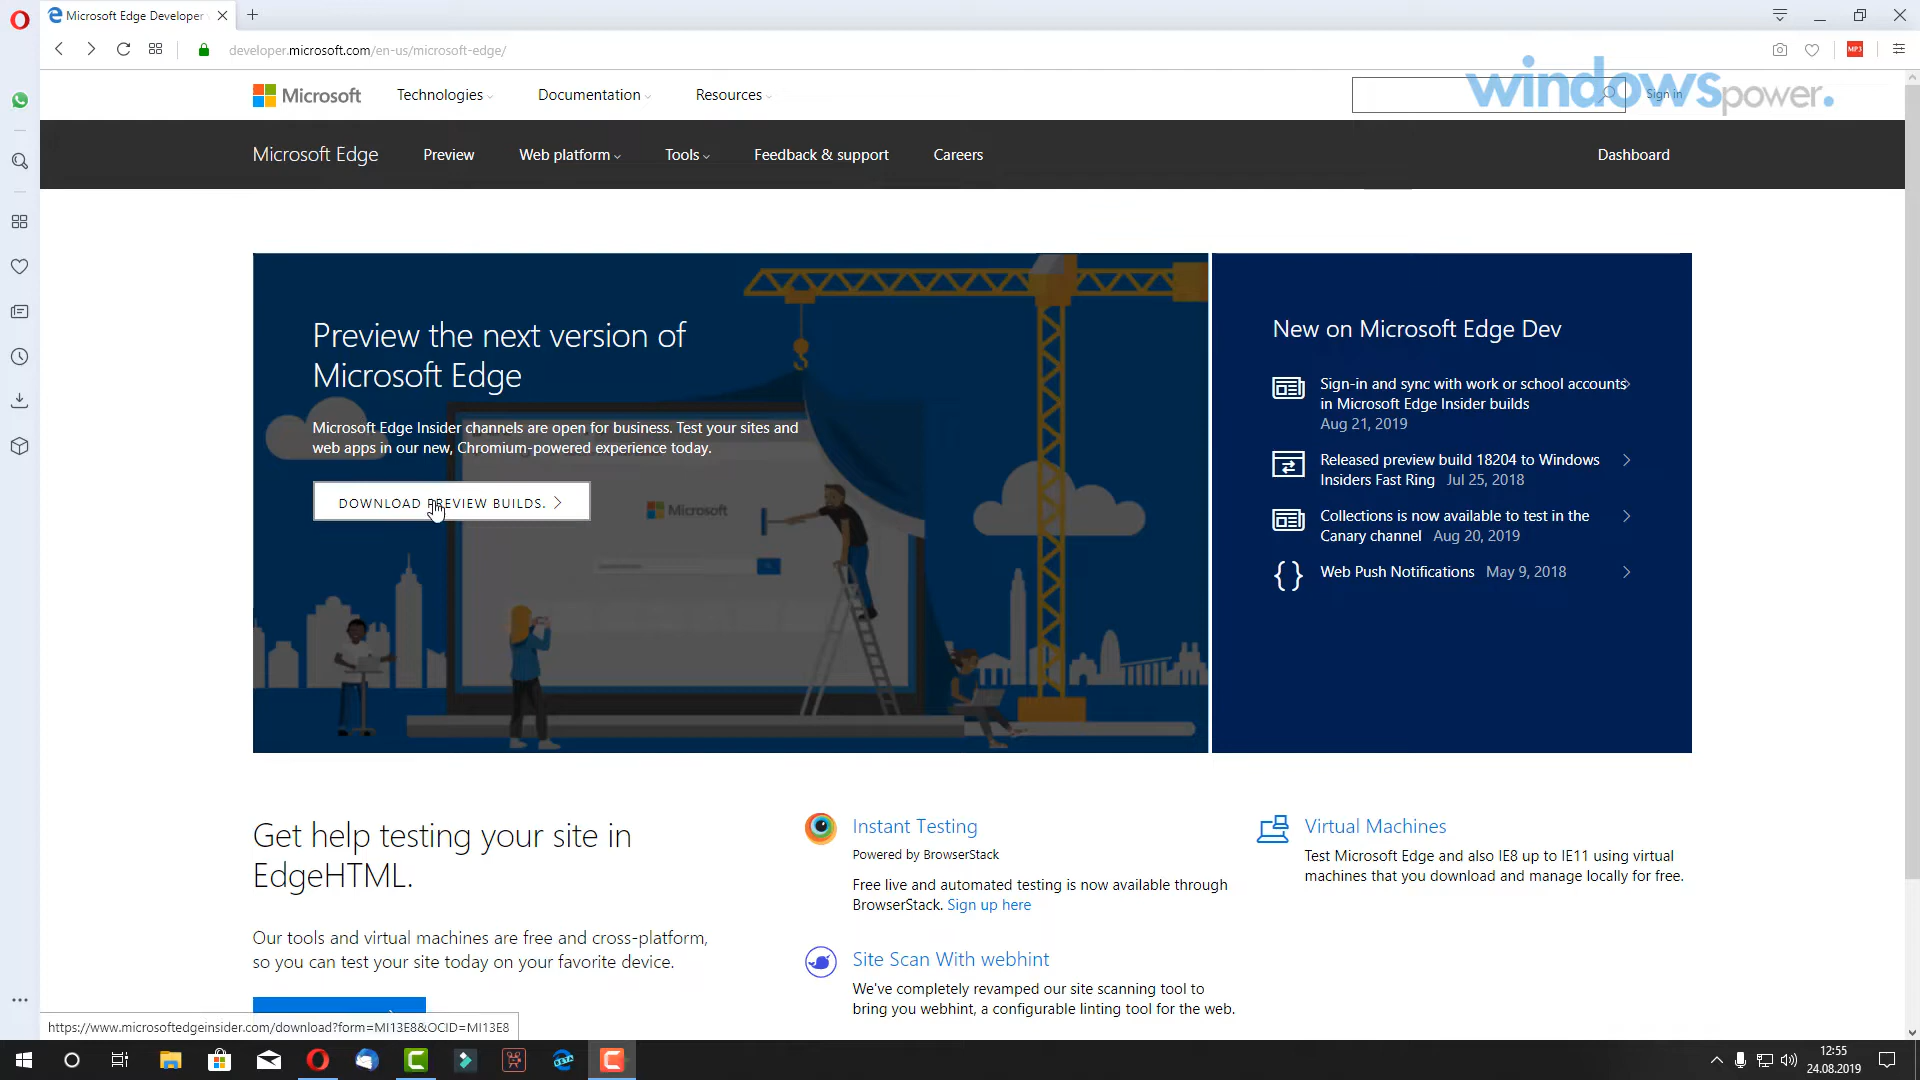 Microsoft Edge Developer
developer.microsoft.com/en-us/microsoft-edge/
MP3
Microsoft
Technologies
Documentation
Resources
Sign in
windowspower.
Microsoft Edge
Preview
Web platform
Tools
Feedback & support
Careers
Dashboard
Preview the next version of
Microsoft Edge
Microsoft Edge Insider channels are open for business. Test your sites and
web apps in our new, Chromium-powered experience today.
DOWNLOAD PREVIEW BUILDS.
Microsoft
New on Microsoft Edge Dev
Sign-in and sync with work or school accounts
in Microsoft Edge Insider builds
Aug 21, 2019
Released preview build 18204 to Windows
Insiders Fast Ring Jul 25, 2018
Collections is now available to test in the
Canary channel Aug 20, 2019
Web Push Notifications May 9, 2018
Get help testing your site in
EdgeHTML.
Our tools and virtual machines are free and cross-platform,
so you can test your site today on your favorite device.
Instant Testing
Powered by BrowserStack
Free live and automated testing is now available through
BrowserStack. Sign up here
Site Scan With webhint
We've completely revamped our site scanning tool to
bring you webhint, a configurable linting tool for the web.
Virtual Machines
Test Microsoft Edge and also IE8 up to IE11 using virtual
machines that you download and manage locally for free.
https://www.microsoftedgeinsider.com/download?form=MI13E8&OCID=MI13E8
BETA
12:55
24.08.2019